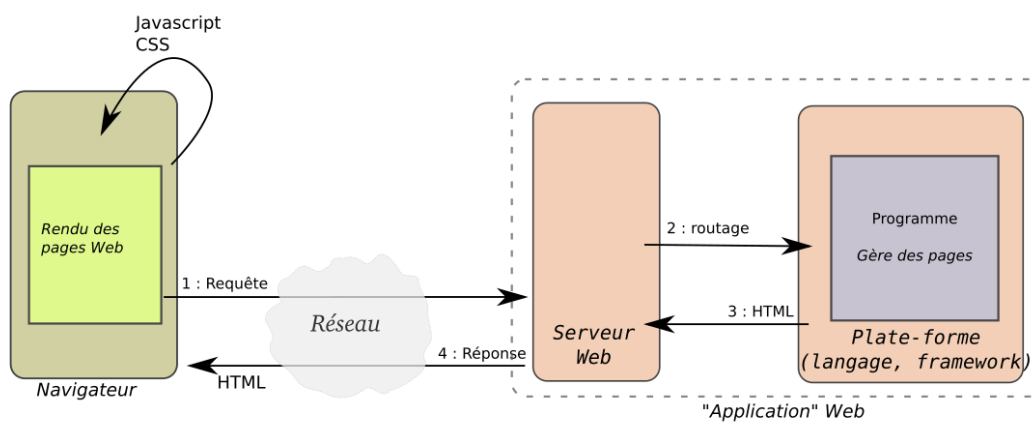 Javascript
CSS
Rendu des
pages Web
1 : Requête
Réseau
4 : Réponse
HTML
Navigateur
2 : routage
3 : HTML
Serveur
Web
Programme
Gère des pages
Plate-forme
(langage, framework)
"Application" Web